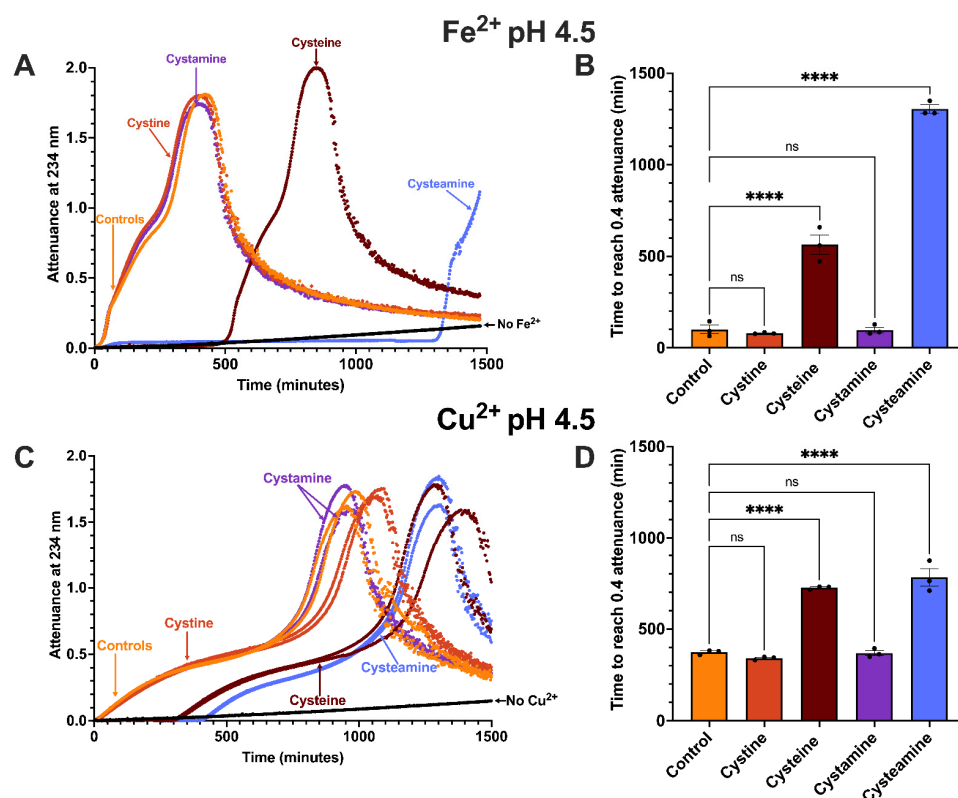 Fe²⁺ pH 4.5
A
Attenuance at 234 nm
2.0
1.5
1.0
0.5
0.0
0
500
1000
1500
Time (minutes)
Cystamine
Cysteine
Cystine
Controls
Cysteamine
No Fe²⁺
B
Time to reach 0.4 attenuance (min)
1500
1000
500
0
****
ns
****
ns
Control
Cystine
Cysteine
Cystamine
Cysteamine
Cu²⁺ pH 4.5
C
Attenuance at 234 nm
2.0
1.5
1.0
0.5
0.0
0
500
1000
1500
Time (minutes)
Cystamine
Cystine
Controls
Cysteamine
Cysteine
No Cu²⁺
D
Time to reach 0.4 attenuance (min)
1500
1000
500
0
****
ns
****
ns
Control
Cystine
Cysteine
Cystamine
Cysteamine